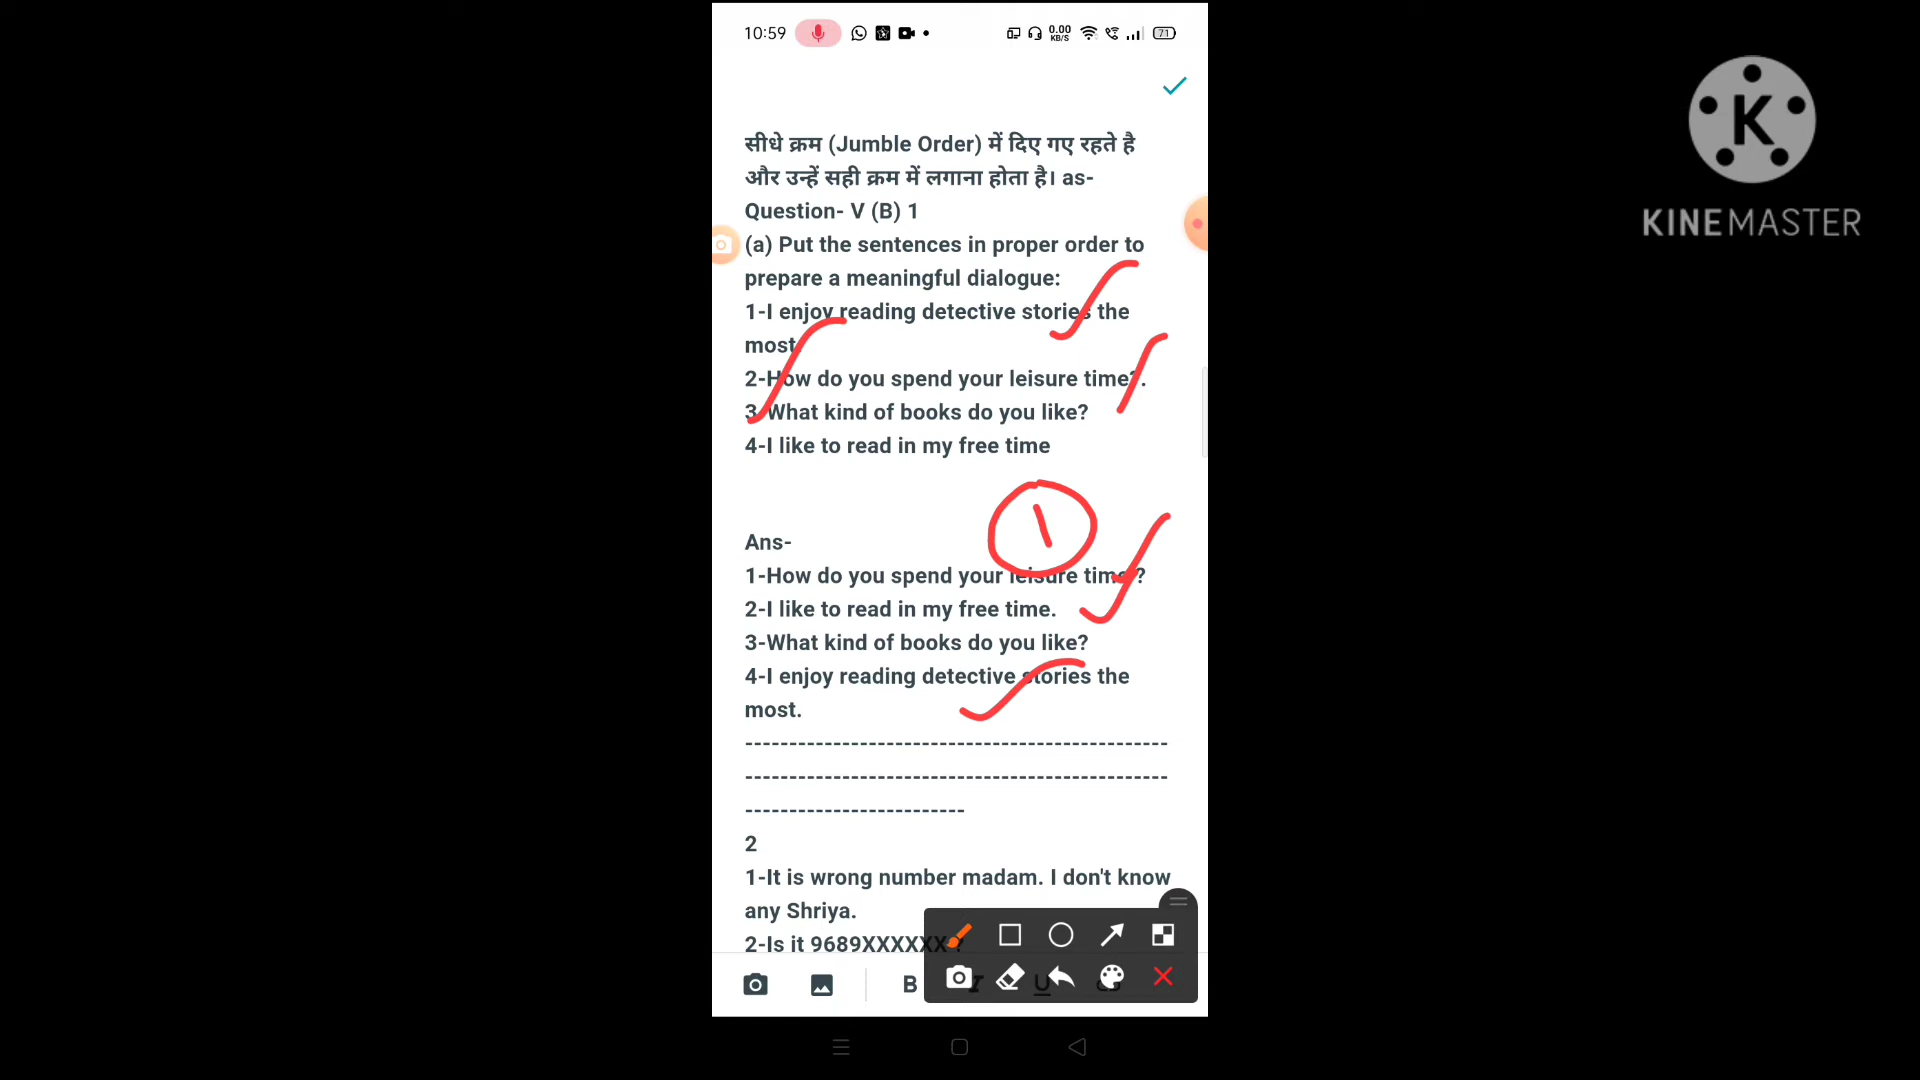 10:59 0.00 KB/S 71
सीधे क्रम (Jumble Order) में दिए गए रहते है
और उन्हें सही क्रम में लगाना होता है। as-
Question- V (B) 1
(a) Put the sentences in proper order to
prepare a meaningful dialogue:
1-I enjoy reading detective stories the
most.
2-How do you spend your leisure time?.
3-What kind of books do you like?
4-I like to read in my free time
1
Ans-
1-How do you spend your leisure time?
2-I like to read in my free time.
3-What kind of books do you like?
4-I enjoy reading detective stories the
most.
-----------------------------------------------
-----------------------------------------------
-------------------------
2
1-It is wrong number madam. I don't know
any Shriya.
2-Is it 9689XXXXXX ?
B I U
K
KINEMASTER